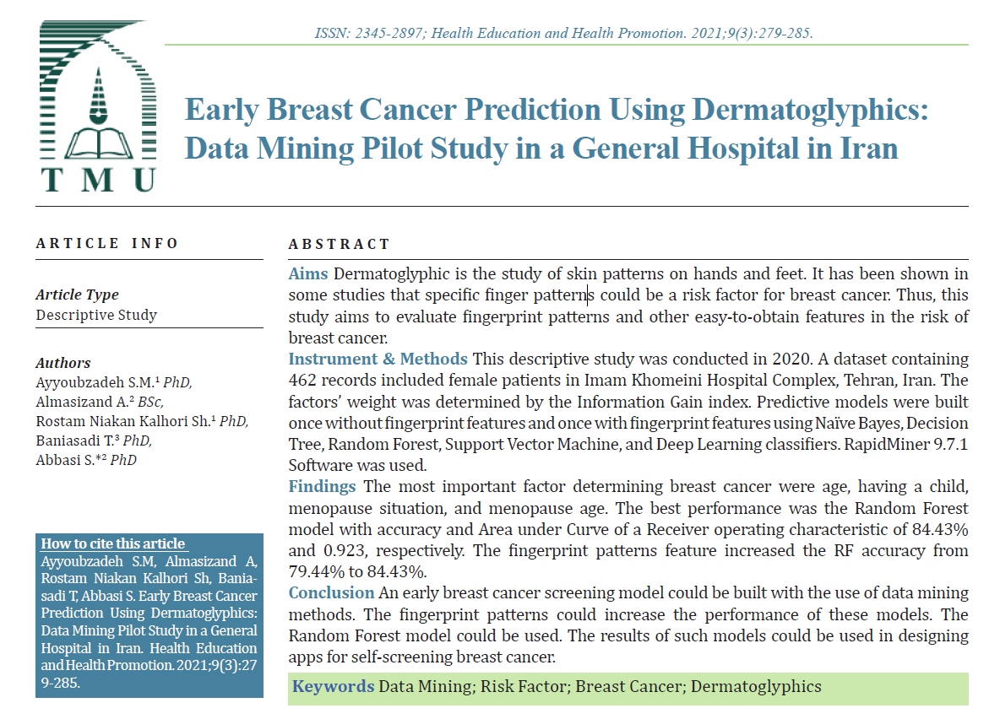 ISSN: 2345-2897; Health Education and Health Promotion. 2021;9(3):279-285.
T M U
Early Breast Cancer Prediction Using Dermatoglyphics:
Data Mining Pilot Study in a General Hospital in Iran
ARTICLE INFO
Article Type
Descriptive Study
Authors
Ayyoubzadeh S.M.¹ PhD,
Almasizand A.² BSc,
Rostam Niakan Kalhori Sh.¹ PhD,
Baniasadi T.³ PhD,
Abbasi S.*² PhD
How to cite this article
Ayyoubzadeh S.M, Almasizand A,
Rostam Niakan Kalhori Sh, Bania-
sadi T, Abbasi S. Early Breast Cancer
Prediction Using Dermatoglyphics:
Data Mining Pilot Study in a General
Hospital in Iran. Health Education
and Health Promotion. 2021;9(3):27
9-285.
ABSTRACT
Aims Dermatoglyphic is the study of skin patterns on hands and feet. It has been shown in
some studies that specific finger patterns could be a risk factor for breast cancer. Thus, this
study aims to evaluate fingerprint patterns and other easy-to-obtain features in the risk of
breast cancer.
Instrument & Methods This descriptive study was conducted in 2020. A dataset containing
462 records included female patients in Imam Khomeini Hospital Complex, Tehran, Iran. The
factors' weight was determined by the Information Gain index. Predictive models were built
once without fingerprint features and once with fingerprint features using Naïve Bayes, Decision
Tree, Random Forest, Support Vector Machine, and Deep Learning classifiers. RapidMiner 9.7.1
Software was used.
Findings The most important factor determining breast cancer were age, having a child,
menopause situation, and menopause age. The best performance was the Random Forest
model with accuracy and Area under Curve of a Receiver operating characteristic of 84.43%
and 0.923, respectively. The fingerprint patterns feature increased the RF accuracy from
79.44% to 84.43%.
Conclusion An early breast cancer screening model could be built with the use of data mining
methods. The fingerprint patterns could increase the performance of these models. The
Random Forest model could be used. The results of such models could be used in designing
apps for self-screening breast cancer.
Keywords Data Mining; Risk Factor; Breast Cancer; Dermatoglyphics